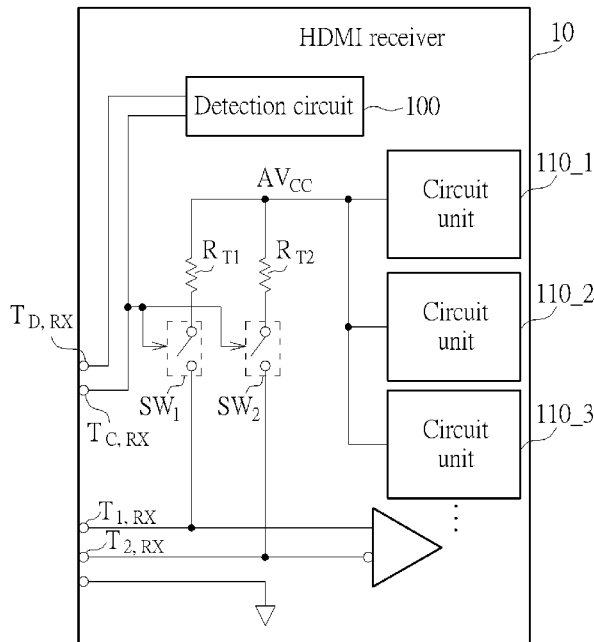 HDMI receiver
10
Detection circuit
100
110_1
AV_CC
Circuit
unit
R_T1
R_T2
110_2
Circuit
unit
T_D, RX
SW_1
SW_2
T_C, RX
110_3
Circuit
unit
T_1, RX
T_2, RX